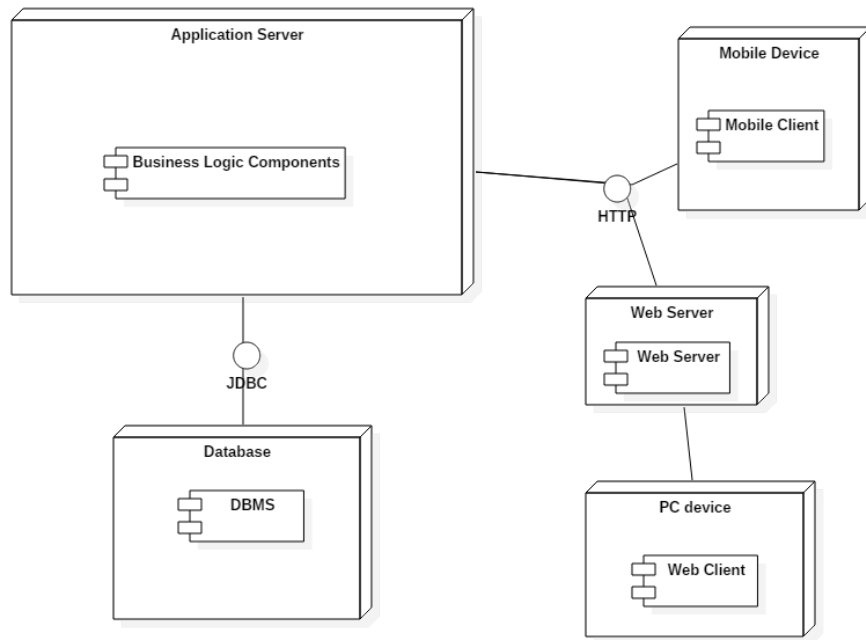 Application Server
Business Logic Components
Mobile Device
Mobile Client
HTTP
Web Server
Web Server
JDBC
Database
DBMS
PC device
Web Client